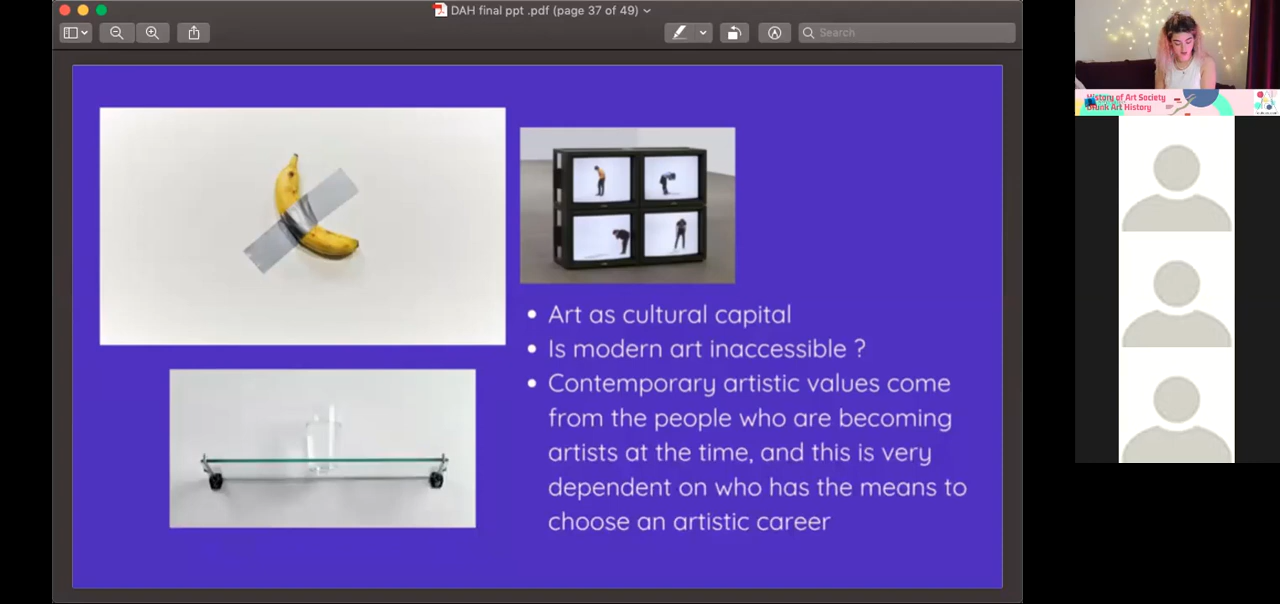 DAH final ppt .pdf (page 37 of 49)
Search
History of Art Society
Drunk Art History
Art as cultural capital
Is modern art inaccessible ?
Contemporary artistic values come
from the people who are becoming
artists at the time, and this is very
dependent on who has the means to
choose an artistic career